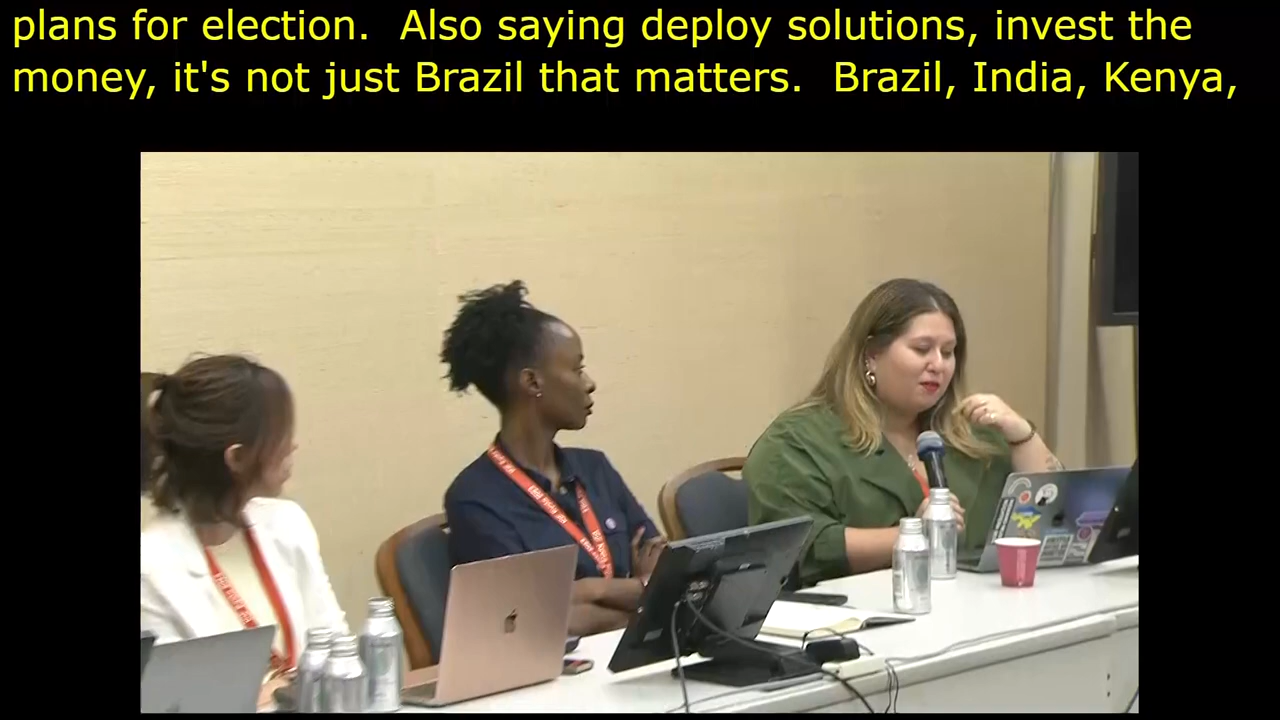 plans for election.  Also saying deploy solutions, invest the
money, it's not just Brazil that matters.  Brazil, India, Kenya,